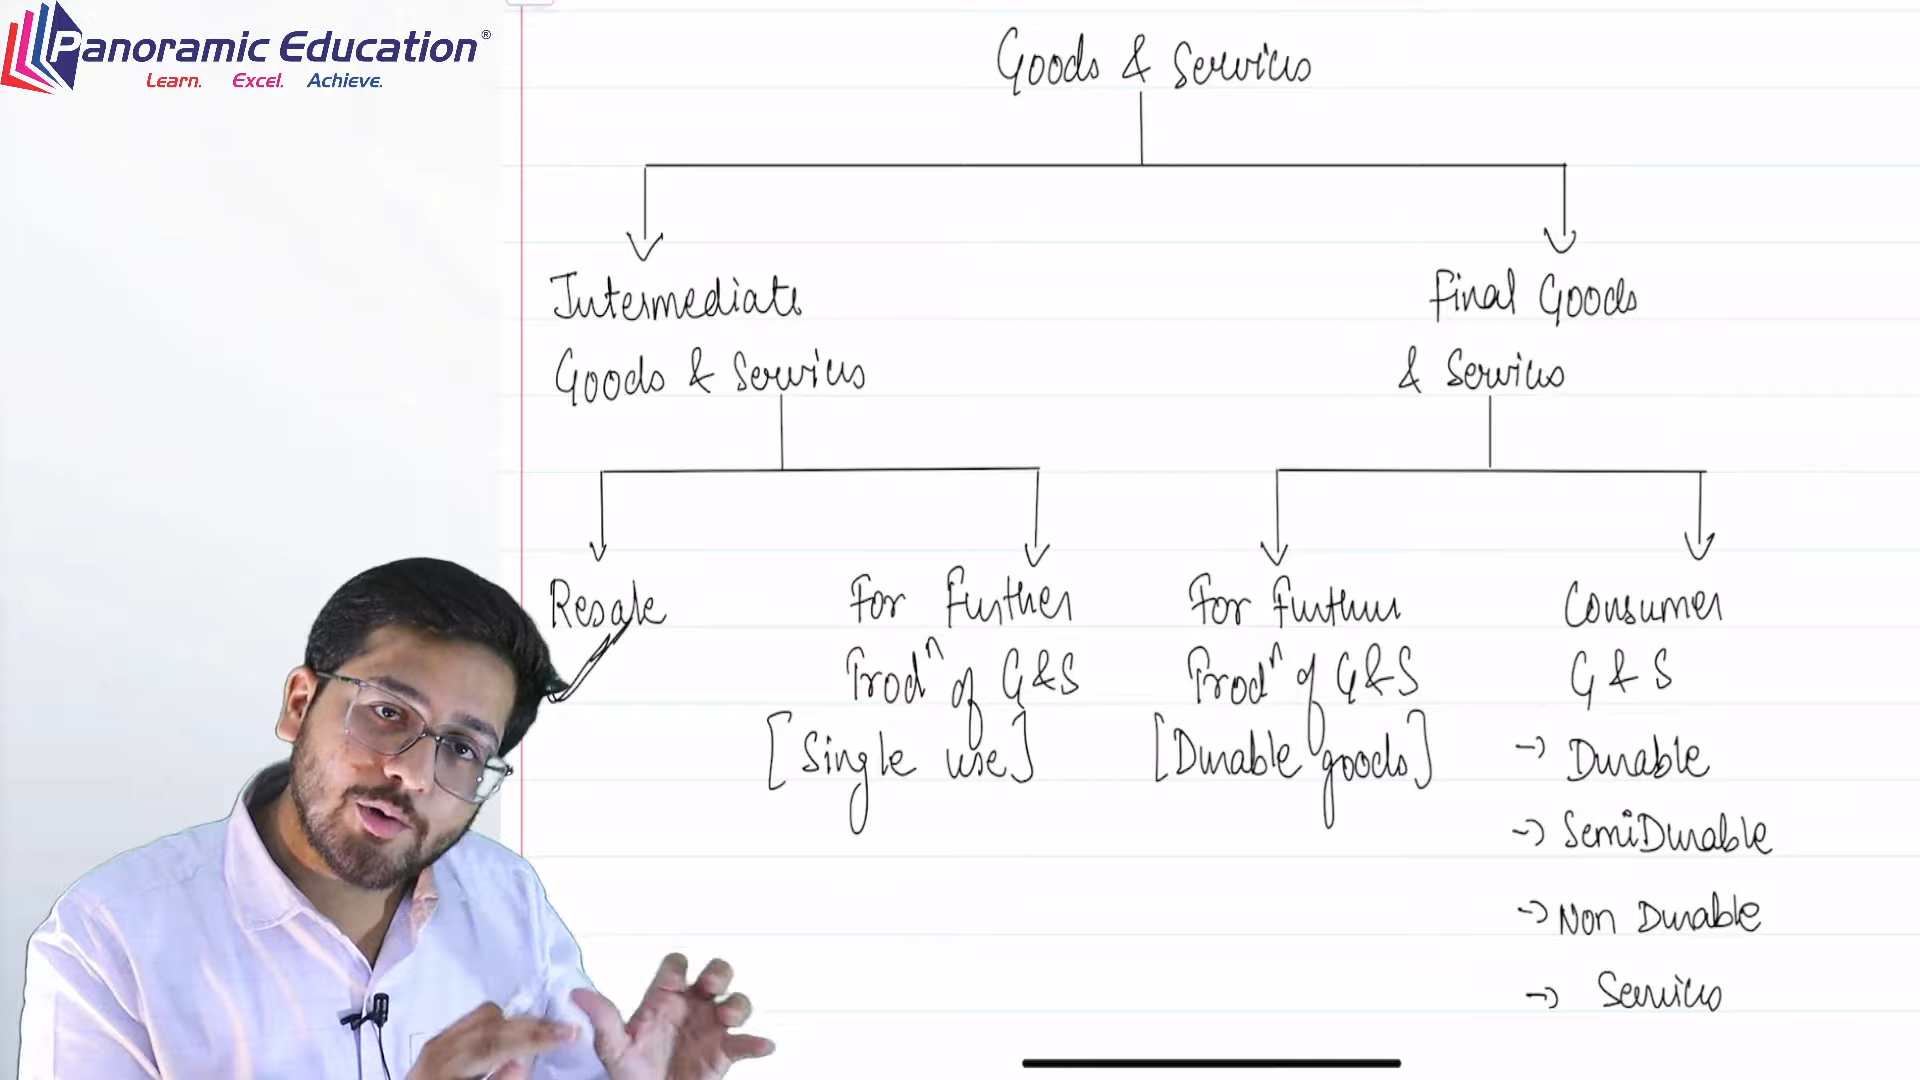 Panoramic Education®
Learn. Excel. Achieve.
Goods & Services
Intermediate
Goods & Services
Final Goods
& Services
Resale
For Further
Prodⁿ of G&S
[Single use]
For Further
Prodⁿ of G&S
[Durable goods]
Consumer
G & S
→ Durable
→ SemiDurable
→ Non Durable
→ Services